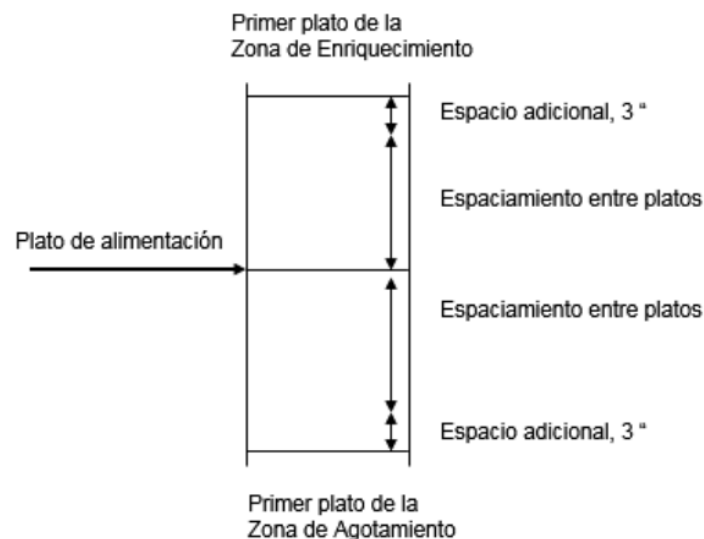 Primer plato de la
Zona de Enriquecimiento
Espacio adicional, 3 “
Espaciamiento entre platos
Plato de alimentación
Espaciamiento entre platos
Espacio adicional, 3 “
Primer plato de la
Zona de Agotamiento